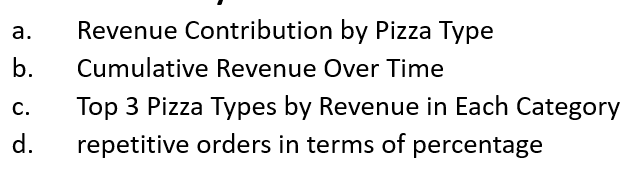 a. Revenue Contribution by Pizza Type
b. Cumulative Revenue Over Time
c. Top 3 Pizza Types by Revenue in Each Category
d. repetitive orders in terms of percentage